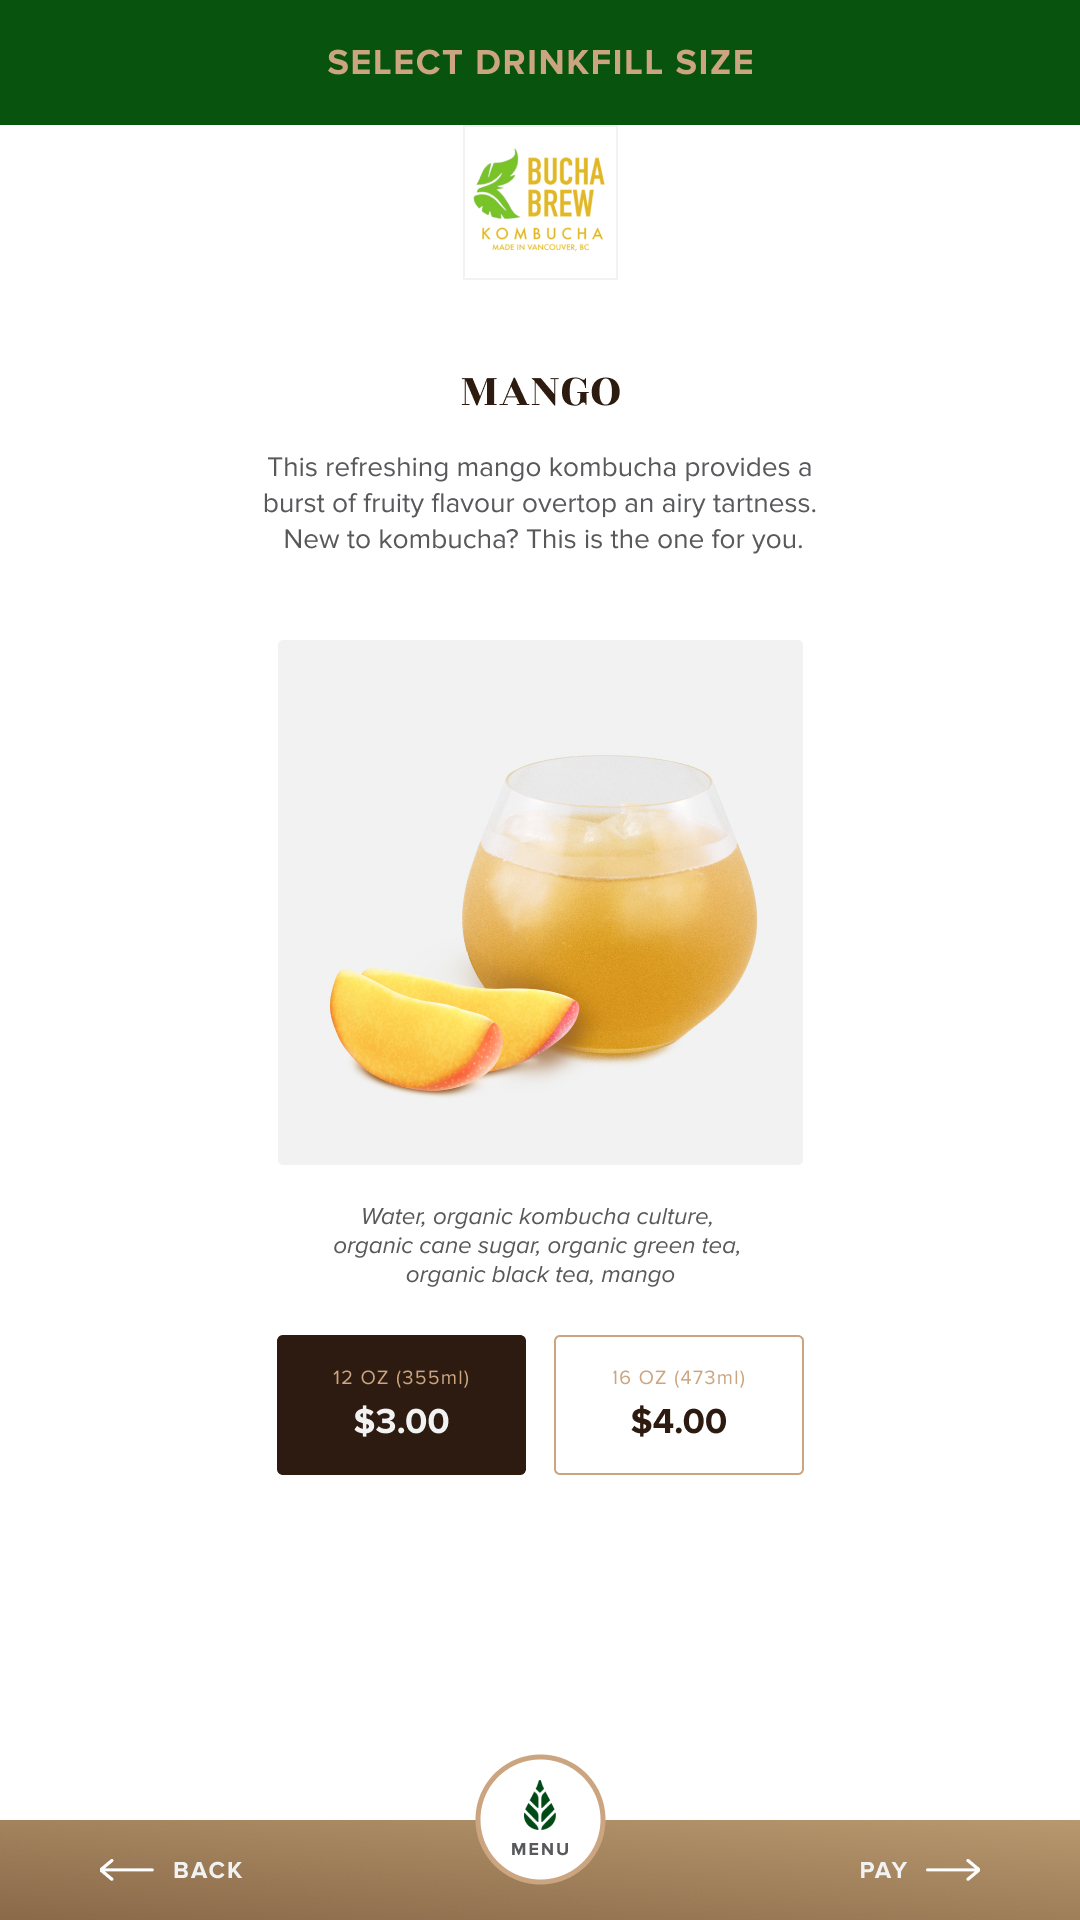 SELECT DRINKFILL SIZE
BUCHA
BREW
KOMBUCHA
MADE IN VANCOUVER, BC
MANGO
This refreshing mango kombucha provides a
burst of fruity flavour overtop an airy tartness.
New to kombucha? This is the one for you.
Water, organic kombucha culture,
organic cane sugar, organic green tea,
organic black tea, mango
12 OZ (355ml)
$3.00
16 OZ (473ml)
$4.00
BACK
MENU
PAY